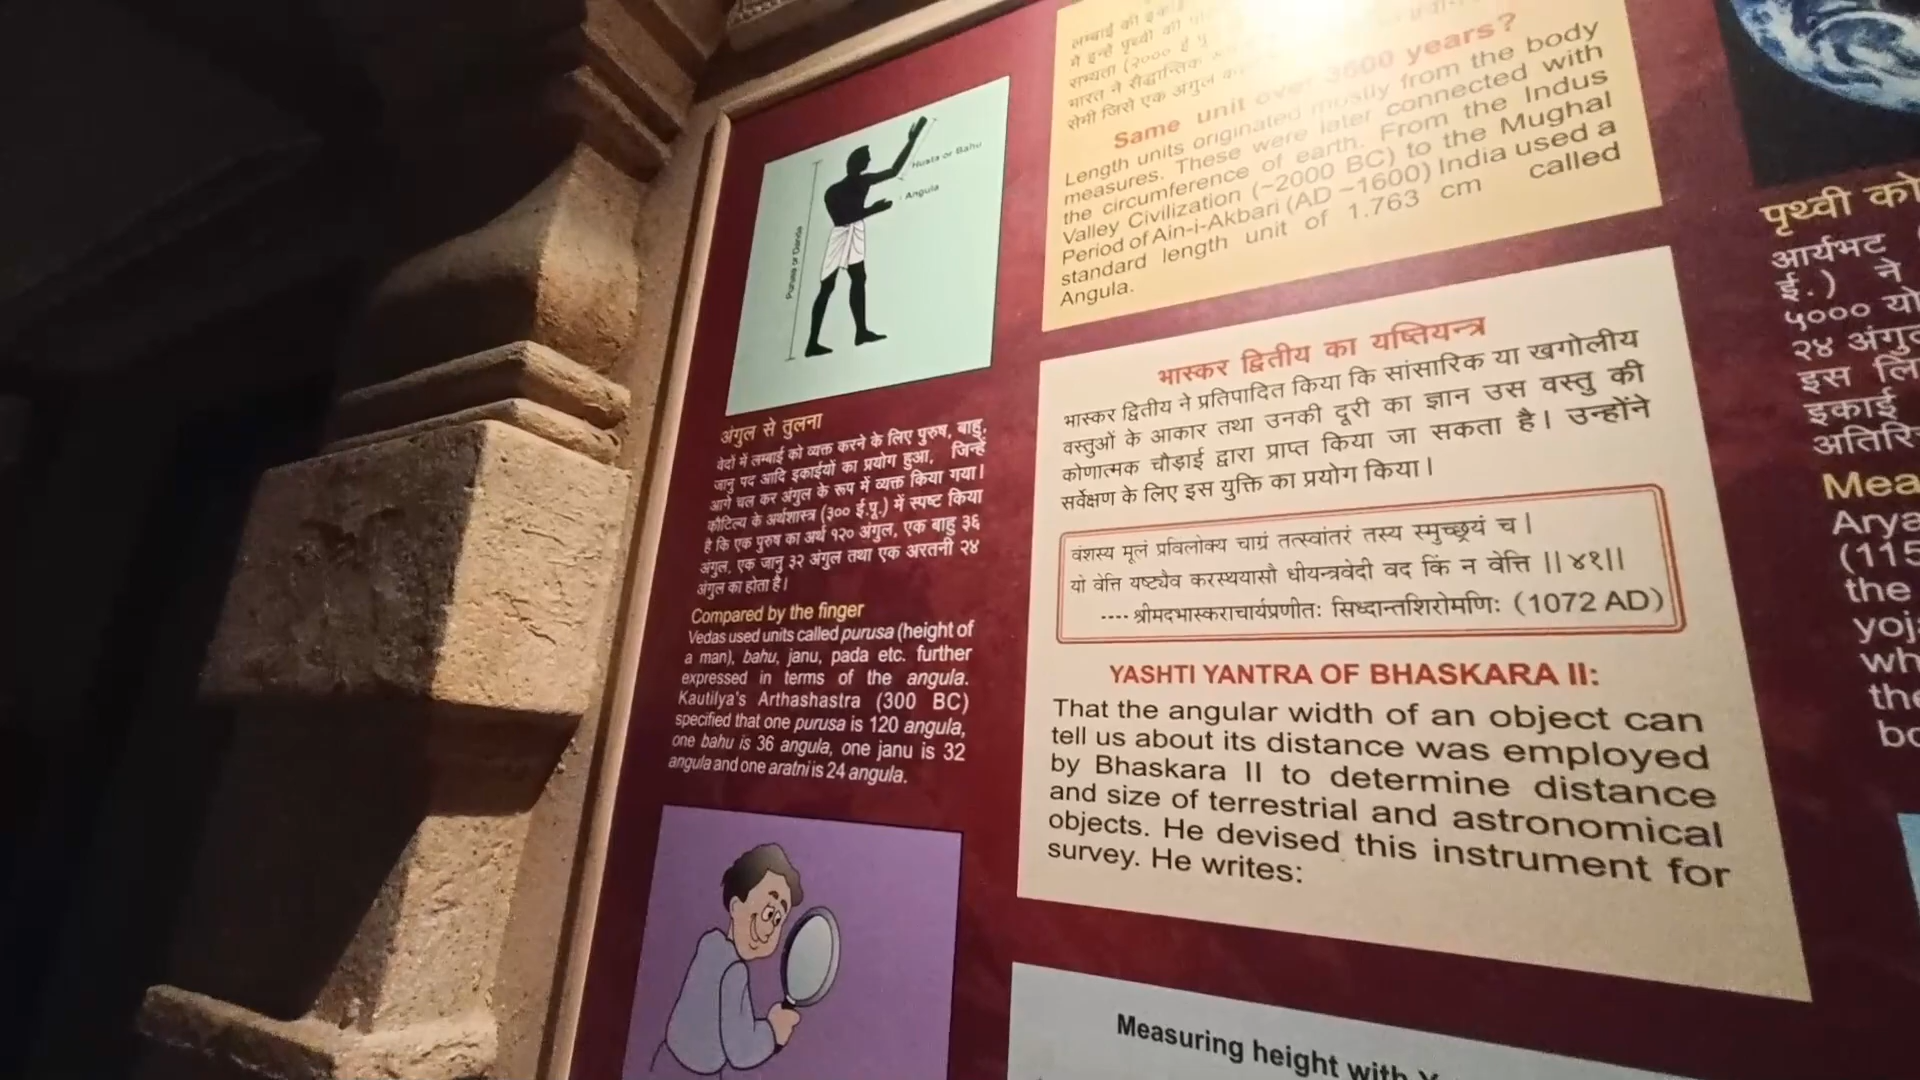 Hasta or Bahu
Angula
Purusa or Danda
अंगुल से तुलना
वेदों में लम्बाई को व्यक्त करने के लिए पुरुष, बाहु,
जानु पद आदि इकाईयों का प्रयोग हुआ, जिन्हें
आगे चल कर अंगुल के रूप में व्यक्त किया गया।
कौटिल्य के अर्थशास्त्र (३०० ई.पू.) में स्पष्ट किया
है कि एक पुरुष का अर्थ १२० अंगुल, एक बाहु ३६
अंगुल, एक जानु ३२ अंगुल तथा एक अरतनी २४
अंगुल का होता है।
Compared by the finger
Vedas used units called purusa (height of
a man), bahu, janu, pada etc. further
expressed in terms of the angula.
Kautilya's Arthashastra (300 BC)
specified that one purusa is 120 angula,
one bahu is 36 angula, one janu is 32
angula and one aratni is 24 angula.
लम्बाई की
ने इन्हें पृथ्वी की
सभ्यता (२००० ई पू
भारत ने सैद्धान्तिक
सेमी जिसे एक अंगुल
Same unit over 3600 years?
Length units originated mostly from the body
measures. These were later connected with
the circumference of earth. From the Indus
Valley Civilization (~2000 BC) to the Mughal
Period of Ain-i-Akbari (AD ~1600) India used a
standard length unit of 1.763 cm called
Angula.
भास्कर द्वितीय का यष्तियन्त्र
भास्कर द्वितीय ने प्रतिपादित किया कि सांसारिक या खगोलीय
वस्तुओं के आकार तथा उनकी दूरी का ज्ञान उस वस्तु की
कोणात्मक चौड़ाई द्वारा प्राप्त किया जा सकता है। उन्होंने
सर्वेक्षण के लिए इस युक्ति का प्रयोग किया।
वंशस्य मूलं प्रविलोक्य चाग्रं तत्स्वांतरं तस्य स्मुच्छ्रयं च।
यो वेत्ति यष्ट्यैव करस्थयासौ धीयन्त्रवेदी वद किं न वेत्ति ||४१||
---- श्रीमदभास्कराचार्यप्रणीतः सिध्दान्तशिरोमणिः (1072 AD)
YASHTI YANTRA OF BHASKARA II:
That the angular width of an object can
tell us about its distance was employed
by Bhaskara II to determine distance
and size of terrestrial and astronomical
objects. He devised this instrument for
survey. He writes:
Measuring height with
पृथ्वी को
आर्यभट
ई.) ने
५००० यो
२४ अंगु
इस लि
इकाई
अतिरि
Mea
Arya
(115
the
yoj
wh
the
bo